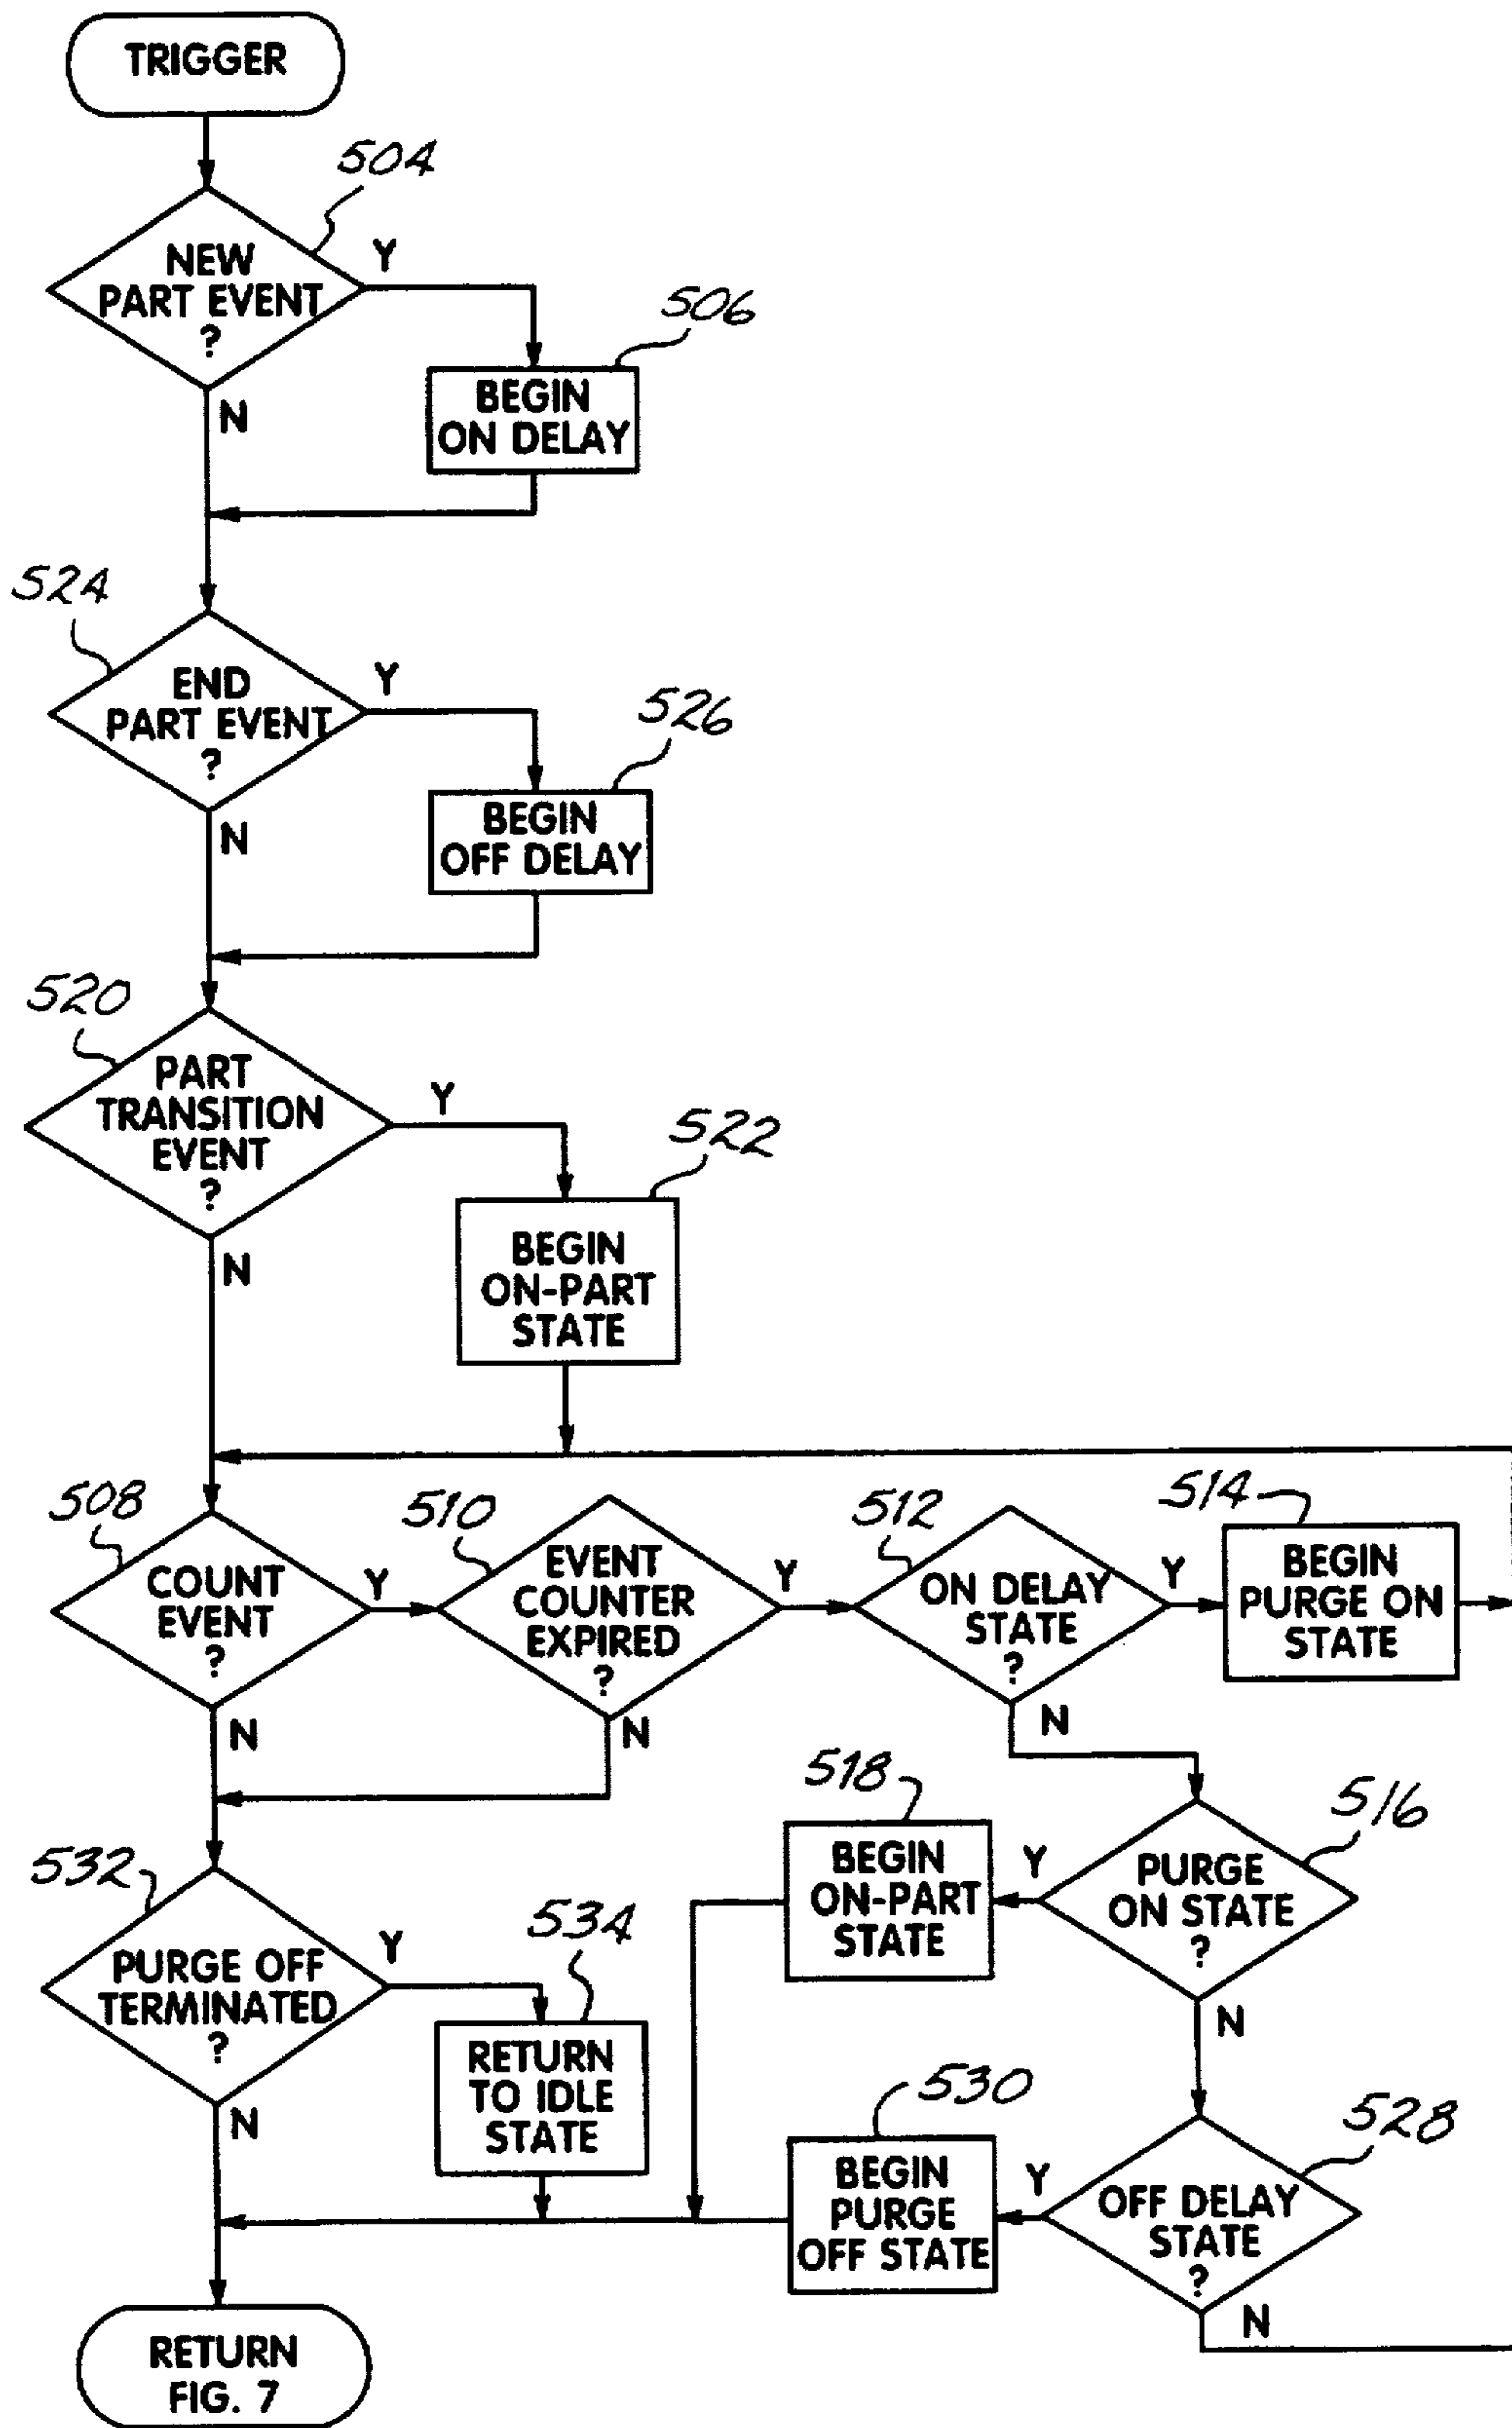 TRIGGER
504
NEW
PART EVENT
?
Y
N
506
BEGIN
ON DELAY
524
END
PART EVENT
?
Y
N
526
BEGIN
OFF DELAY
520
PART
TRANSITION
EVENT
?
Y
N
522
BEGIN
ON-PART
STATE
508
COUNT
EVENT
?
Y
N
510
EVENT
COUNTER
EXPIRED
?
Y
N
512
ON DELAY
STATE
?
Y
N
514
BEGIN
PURGE ON
STATE
516
PURGE
ON STATE
?
Y
N
518
BEGIN
ON-PART
STATE
532
PURGE OFF
TERMINATED
?
Y
N
534
RETURN
TO IDLE
STATE
528
OFF DELAY
STATE
?
Y
N
530
BEGIN
PURGE
OFF STATE
RETURN
FIG. 7